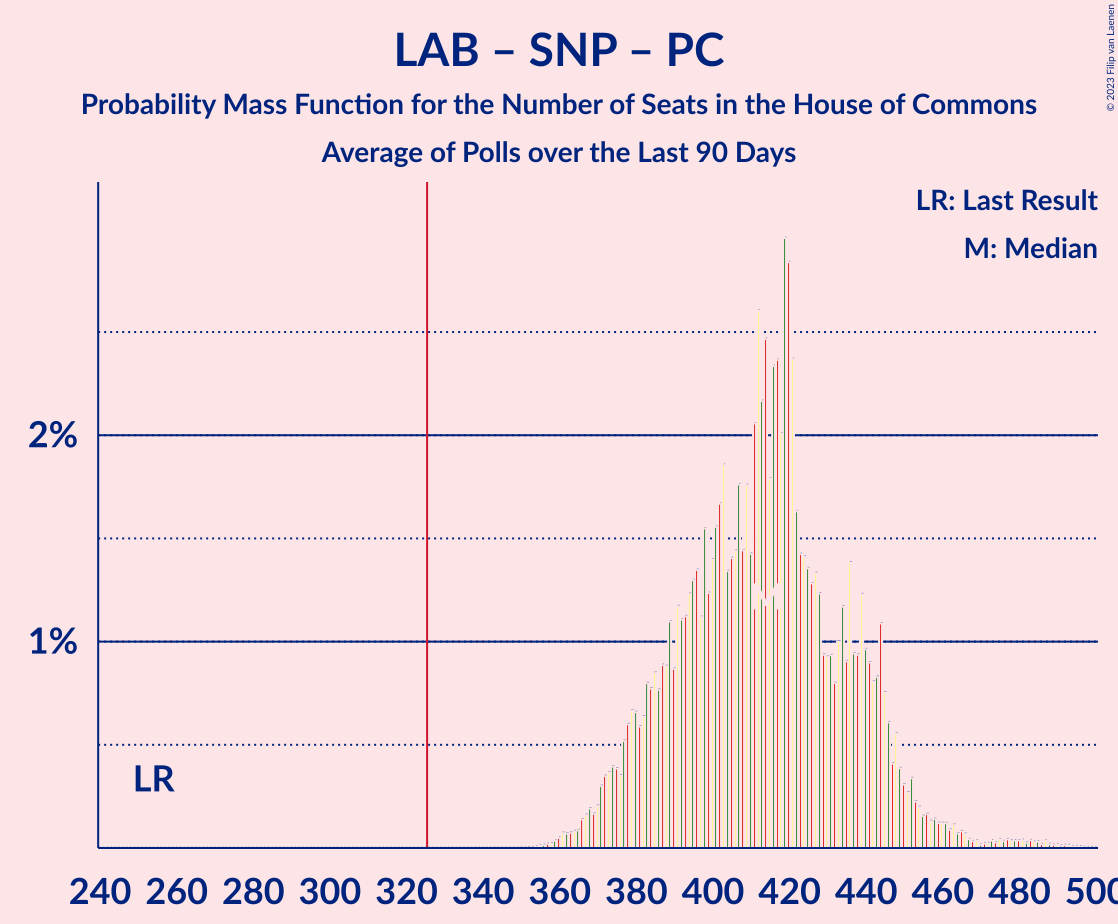 LAB – SNP – PC
Probability Mass Function for the Number of Seats in the House of Commons
Average of Polls over the Last 90 Days
© 2023 Filip van Laenen
LR: Last Result
M: Median
2%
1%
LR
240 260 280 300 320 340 360 380 400 420 440 460 480 500